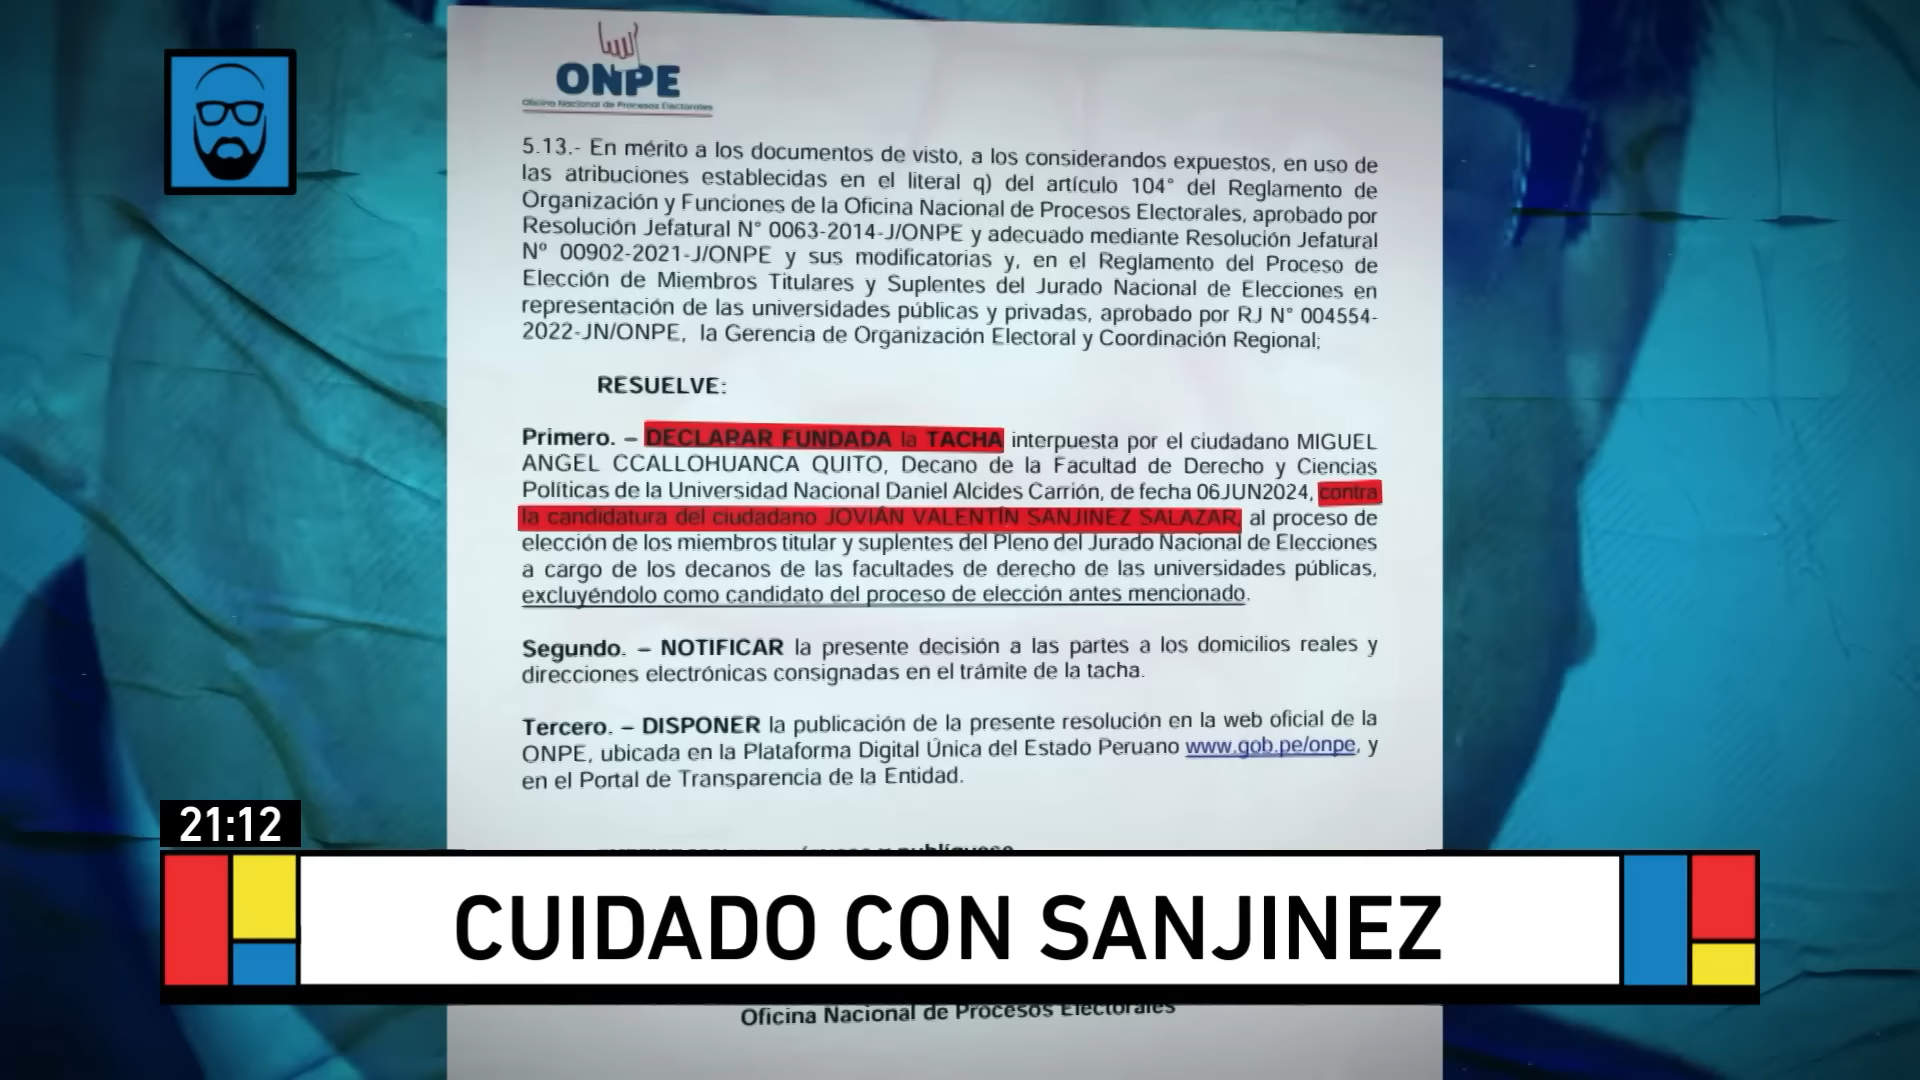 ONPE
Oficina Nacional de Procesos Electorales
5.13.- En mérito a los documentos de visto, a los considerandos expuestos, en uso de
las atribuciones establecidas en el literal q) del artículo 104° del Reglamento de
Organización y Funciones de la Oficina Nacional de Procesos Electorales, aprobado por
Resolución Jefatural N° 0063-2014-J/ONPE y adecuado mediante Resolución Jefatural
Nº 00902-2021-J/ONPE y sus modificatorias y, en el Reglamento del Proceso de
Elección de Miembros Titulares y Suplentes del Jurado Nacional de Elecciones en
representación de las universidades públicas y privadas, aprobado por RJ N° 004554-
2022-JN/ONPE, la Gerencia de Organización Electoral y Coordinación Regional;
RESUELVE:
Primero. – DECLARAR FUNDADA la TACHA interpuesta por el ciudadano MIGUEL
ANGEL CCALLOHUANCA QUITO, Decano de la Facultad de Derecho y Ciencias
Políticas de la Universidad Nacional Daniel Alcides Carrión, de fecha 06JUN2024, contra
la candidatura del ciudadano JOVIÁN VALENTÍN SANJINEZ SALAZAR, al proceso de
elección de los miembros titular y suplentes del Pleno del Jurado Nacional de Elecciones
a cargo de los decanos de las facultades de derecho de las universidades públicas,
excluyéndolo como candidato del proceso de elección antes mencionado.
Segundo. – NOTIFICAR la presente decisión a las partes a los domicilios reales y
direcciones electrónicas consignadas en el trámite de la tacha.
Tercero. – DISPONER la publicación de la presente resolución en la web oficial de la
ONPE, ubicada en la Plataforma Digital Única del Estado Peruano www.gob.pe/onpe, y
en el Portal de Transparencia de la Entidad.
21:12
CUIDADO CON SANJINEZ
Oficina Nacional de Procesos Electorales